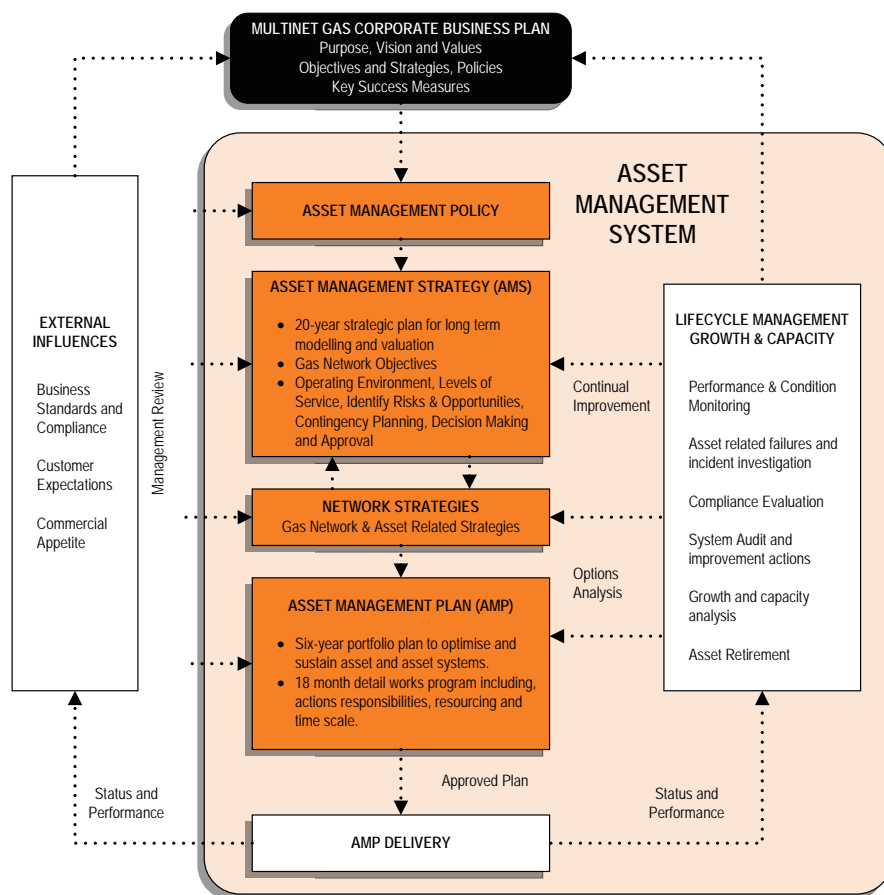 MULTINET GAS CORPORATE BUSINESS PLAN
Purpose, Vision and Values
Objectives and Strategies, Policies
Key Success Measures
ASSET
MANAGEMENT
SYSTEM
ASSET MANAGEMENT POLICY
ASSET MANAGEMENT STRATEGY (AMS)
• 20-year strategic plan for long term
modelling and valuation
• Gas Network Objectives
• Operating Environment, Levels of
Service, Identify Risks & Opportunities,
Contingency Planning, Decision Making
and Approval
EXTERNAL
INFLUENCES
Business
Standards and
Compliance
Customer
Expectations
Commercial
Appetite
Management Review
Continual
Improvement
LIFECYCLE MANAGEMENT
GROWTH & CAPACITY
Performance & Condition
Monitoring
Asset related failures and
incident investigation
Compliance Evaluation
System Audit and
improvement actions
Growth and capacity
analysis
Asset Retirement
NETWORK STRATEGIES
Gas Network & Asset Related Strategies
Options
Analysis
ASSET MANAGEMENT PLAN (AMP)
• Six-year portfolio plan to optimise and
sustain asset and asset systems.
• 18 month detail works program including,
actions responsibilities, resourcing and
time scale.
Approved Plan
Status and
Performance
Status and
Performance
AMP DELIVERY